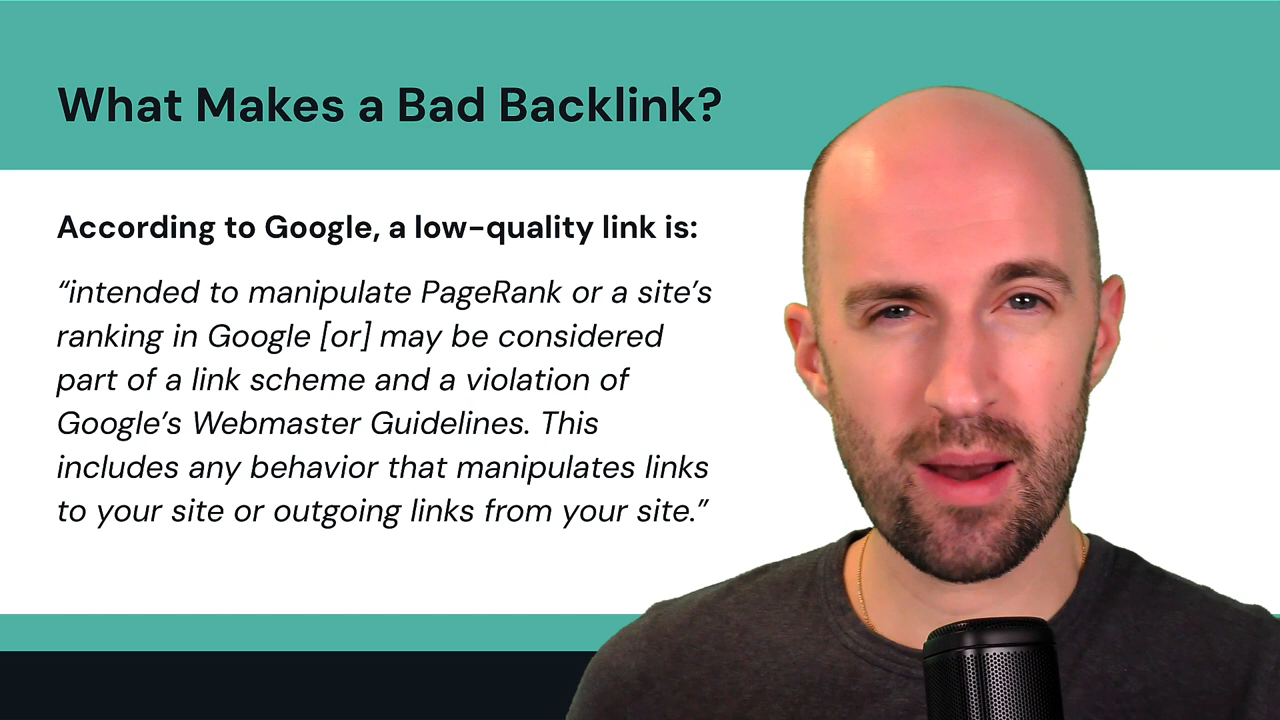 What Makes a Bad Backlink?
According to Google, a low-quality link is:
“intended to manipulate PageRank or a site’s
ranking in Google [or] may be considered
part of a link scheme and a violation of
Google’s Webmaster Guidelines. This
includes any behavior that manipulates links
to your site or outgoing links from your site.”